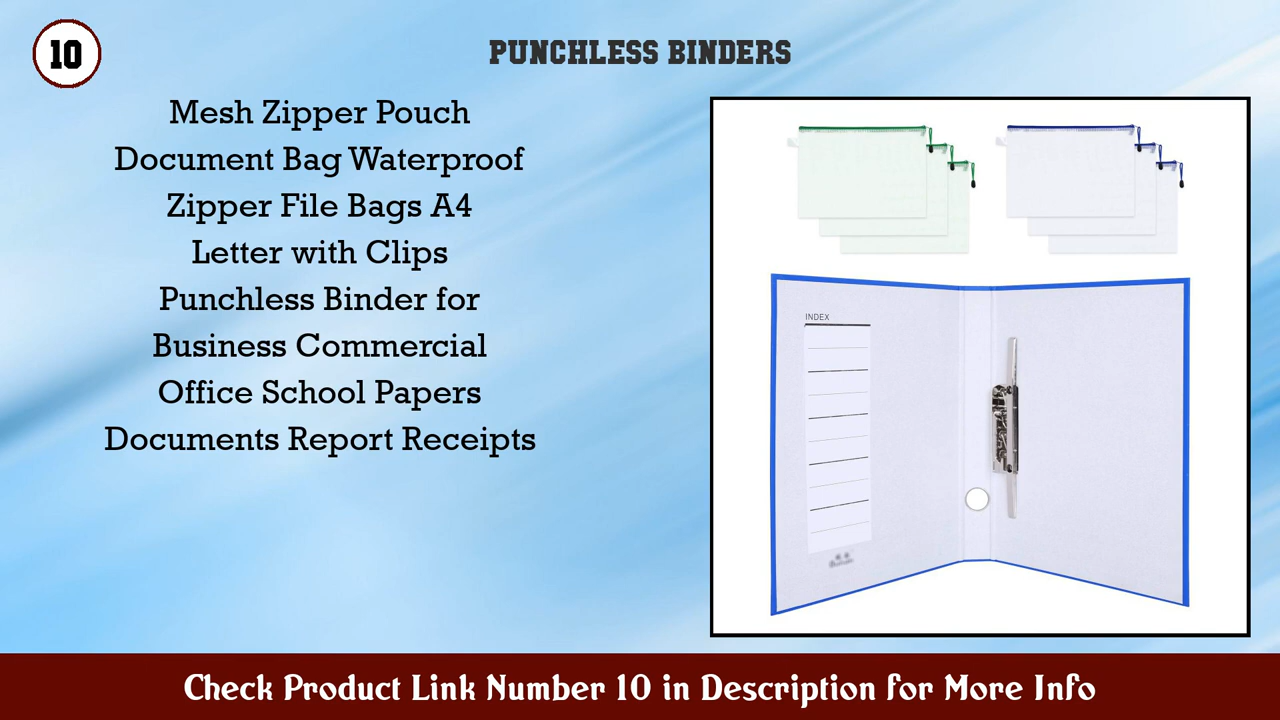 10
PUNCHLESS BINDERS
Mesh Zipper Pouch
Document Bag Waterproof
Zipper File Bags A4
Letter with Clips
Punchless Binder for
Business Commercial
Office School Papers
Documents Report Receipts
INDEX
Check Product Link Number 10 in Description for More Info